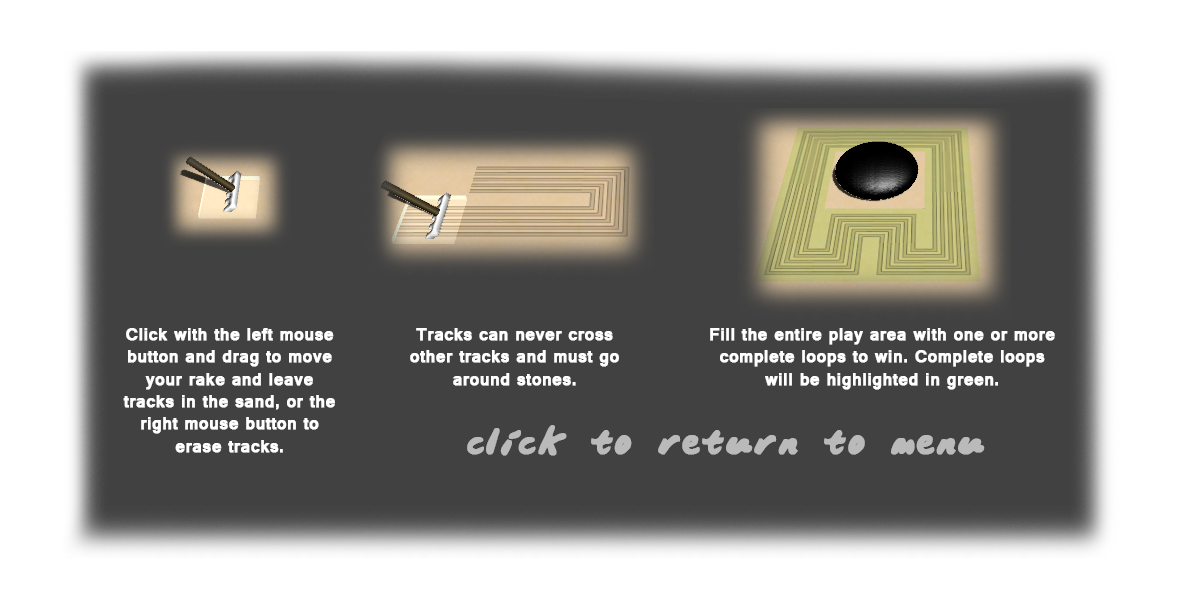 Click with the left mouse
button and drag to move
your rake and leave
tracks in the sand, or the
right mouse button to
erase tracks.
Tracks can never cross
other tracks and must go
around stones.
Fill the entire play area with one or more
complete loops to win. Complete loops
will be highlighted in green.
click to return to menu